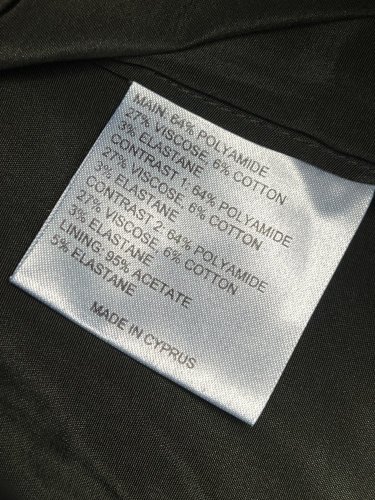 MAIN: 64% POLYAMIDE
27% VISCOSE, 6% COTTON
3% ELASTANE
CONTRAST 1: 64% POLYAMIDE
27% VISCOSE, 6% COTTON
3% ELASTANE
CONTRAST 2: 64% POLYAMIDE
27% VISCOSE, 6% COTTON
3% ELASTANE
LINING: 95% ACETATE
5% ELASTANE
MADE IN CYPRUS